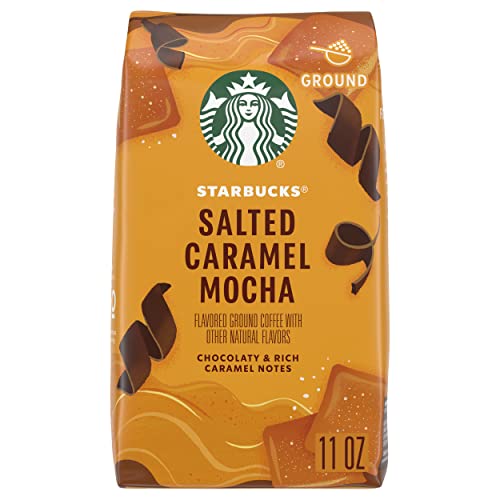 GROUND
®
STARBUCKS®
SALTED
CARAMEL
MOCHA
FLAVORED GROUND COFFEE WITH
OTHER NATURAL FLAVORS
CHOCOLATY & RICH
CARAMEL NOTES
11 OZ